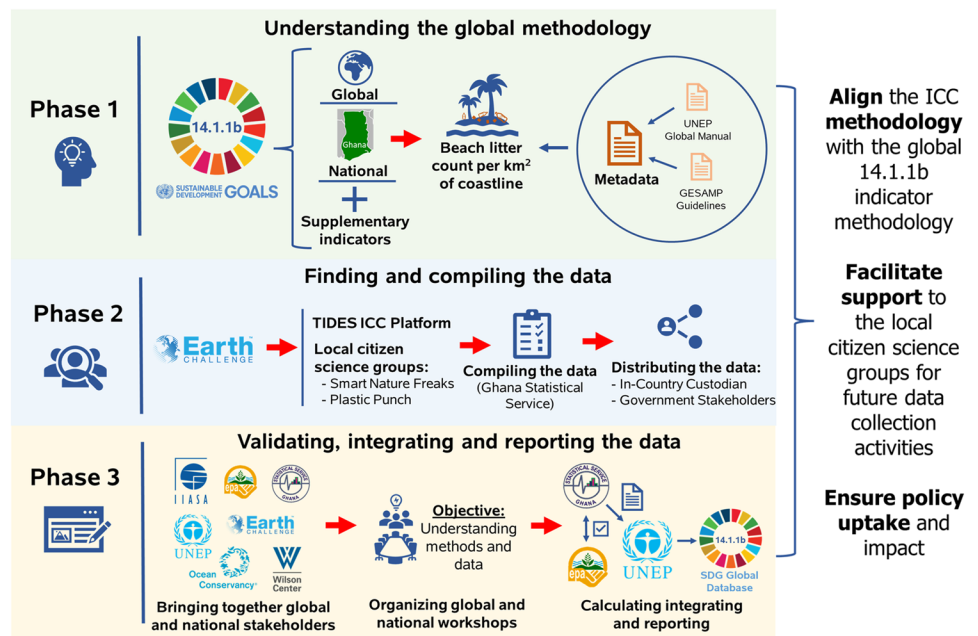 Understanding the global methodology
Phase 1
14.1.1b
SUSTAINABLE
DEVELOPMENT
GOALS
Global
Ghana
National
Supplementary
indicators
Beach litter
count per km²
of coastline
Metadata
UNEP
Global Manual
GESAMP
Guidelines
Finding and compiling the data
Phase 2
Earth
CHALLENGE
TIDES ICC Platform
Local citizen
science groups:
- Smart Nature Freaks
- Plastic Punch
Compiling the data
(Ghana Statistical
Service)
Distributing the data:
- In-Country Custodian
- Government Stakeholders
Validating, integrating and reporting the data
Phase 3
IIASA
epa
STATISTICAL SERVICE
GHANA
UNEP
Earth
CHALLENGE
Ocean
Conservancy
Wilson
Center
Bringing together global
and national stakeholders
Objective:
Understanding
methods and
data
Organizing global and
national workshops
STATISTICAL SERVICE
GHANA
epa
UNEP
14.1.1b
SDG Global
Database
Calculating integrating
and reporting
Align the ICC
methodology
with the global
14.1.1b
indicator
methodology
Facilitate
support to
the local
citizen science
groups for
future data
collection
activities
Ensure policy
uptake and
impact